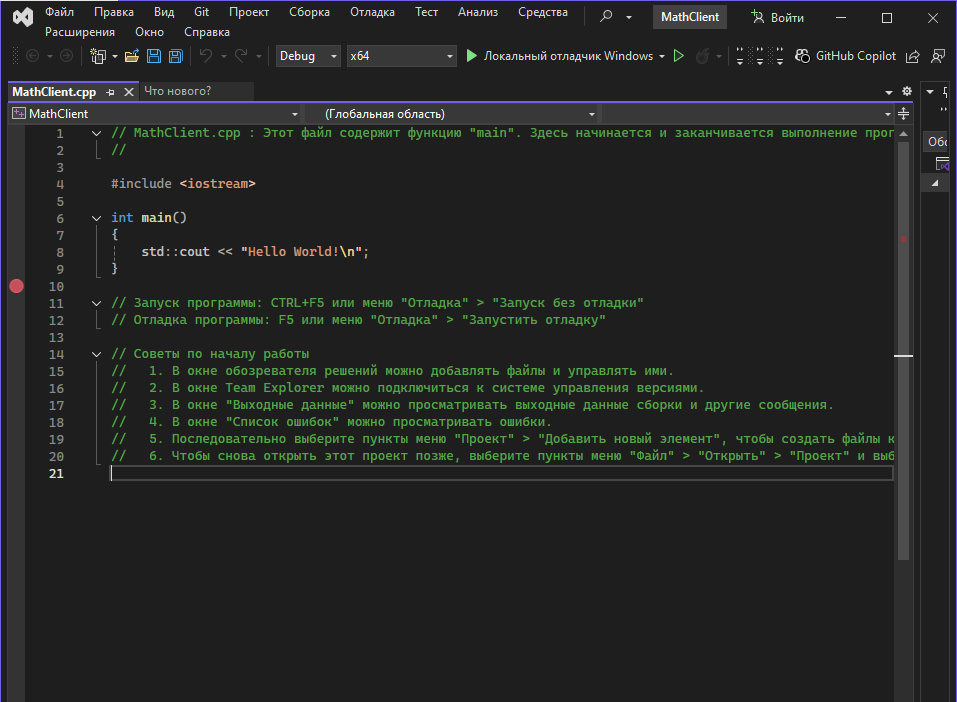 Файл Правка Вид Git Проект Сборка Отладка Тест Анализ Средства MathClient Войти
Расширения Окно Справка
Debug x64 Локальный отладчик Windows GitHub Copilot
MathClient.cpp Что нового?
MathClient (Глобальная область)
Обо
1 // MathClient.cpp : Этот файл содержит функцию "main". Здесь начинается и заканчивается выполнение прог
2 //
3
4 #include <iostream>
5
6 int main()
7 {
8 std::cout << "Hello World!\n";
9 }
10
11 // Запуск программы: CTRL+F5 или меню "Отладка" > "Запуск без отладки"
12 // Отладка программы: F5 или меню "Отладка" > "Запустить отладку"
13
14 // Советы по началу работы
15 // 1. В окне обозревателя решений можно добавлять файлы и управлять ими.
16 // 2. В окне Team Explorer можно подключиться к системе управления версиями.
17 // 3. В окне "Выходные данные" можно просматривать выходные данные сборки и другие сообщения.
18 // 4. В окне "Список ошибок" можно просматривать ошибки.
19 // 5. Последовательно выберите пункты меню "Проект" > "Добавить новый элемент", чтобы создать файлы к
20 // 6. Чтобы снова открыть этот проект позже, выберите пункты меню "Файл" > "Открыть" > "Проект" и выб
21